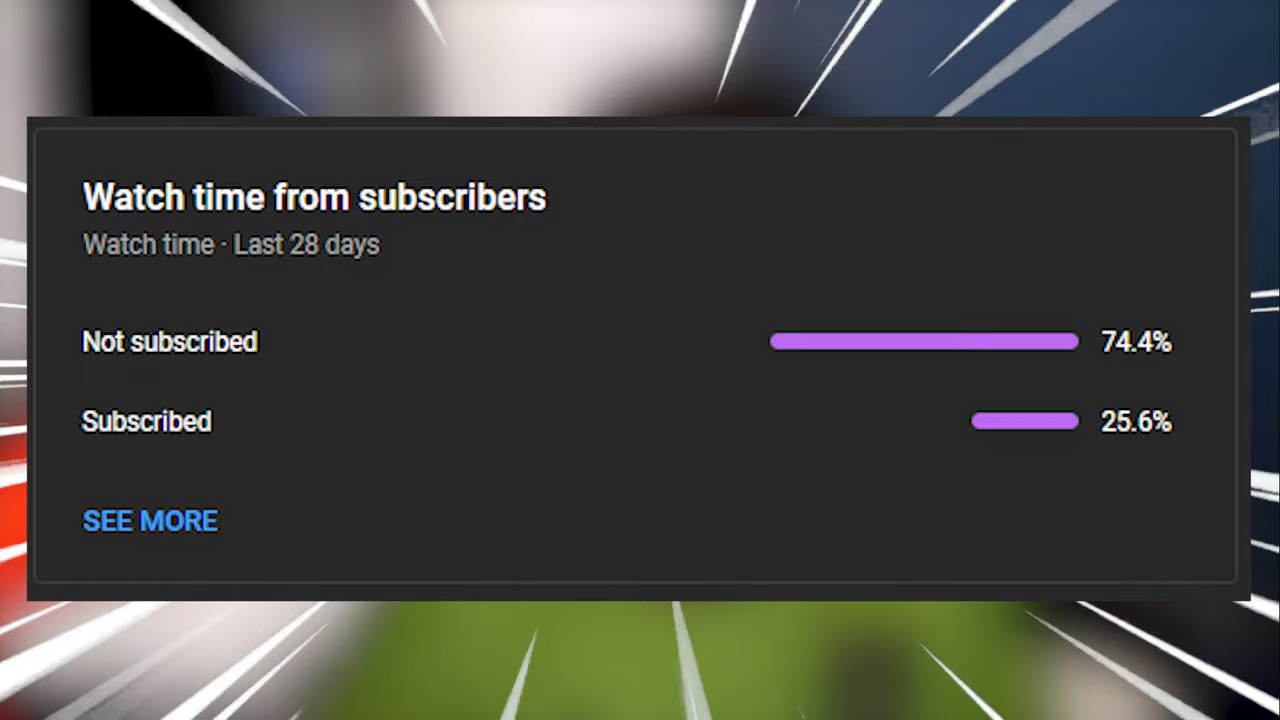 Watch time from subscribers
Watch time · Last 28 days
Not subscribed 74.4%
Subscribed 25.6%
SEE MORE